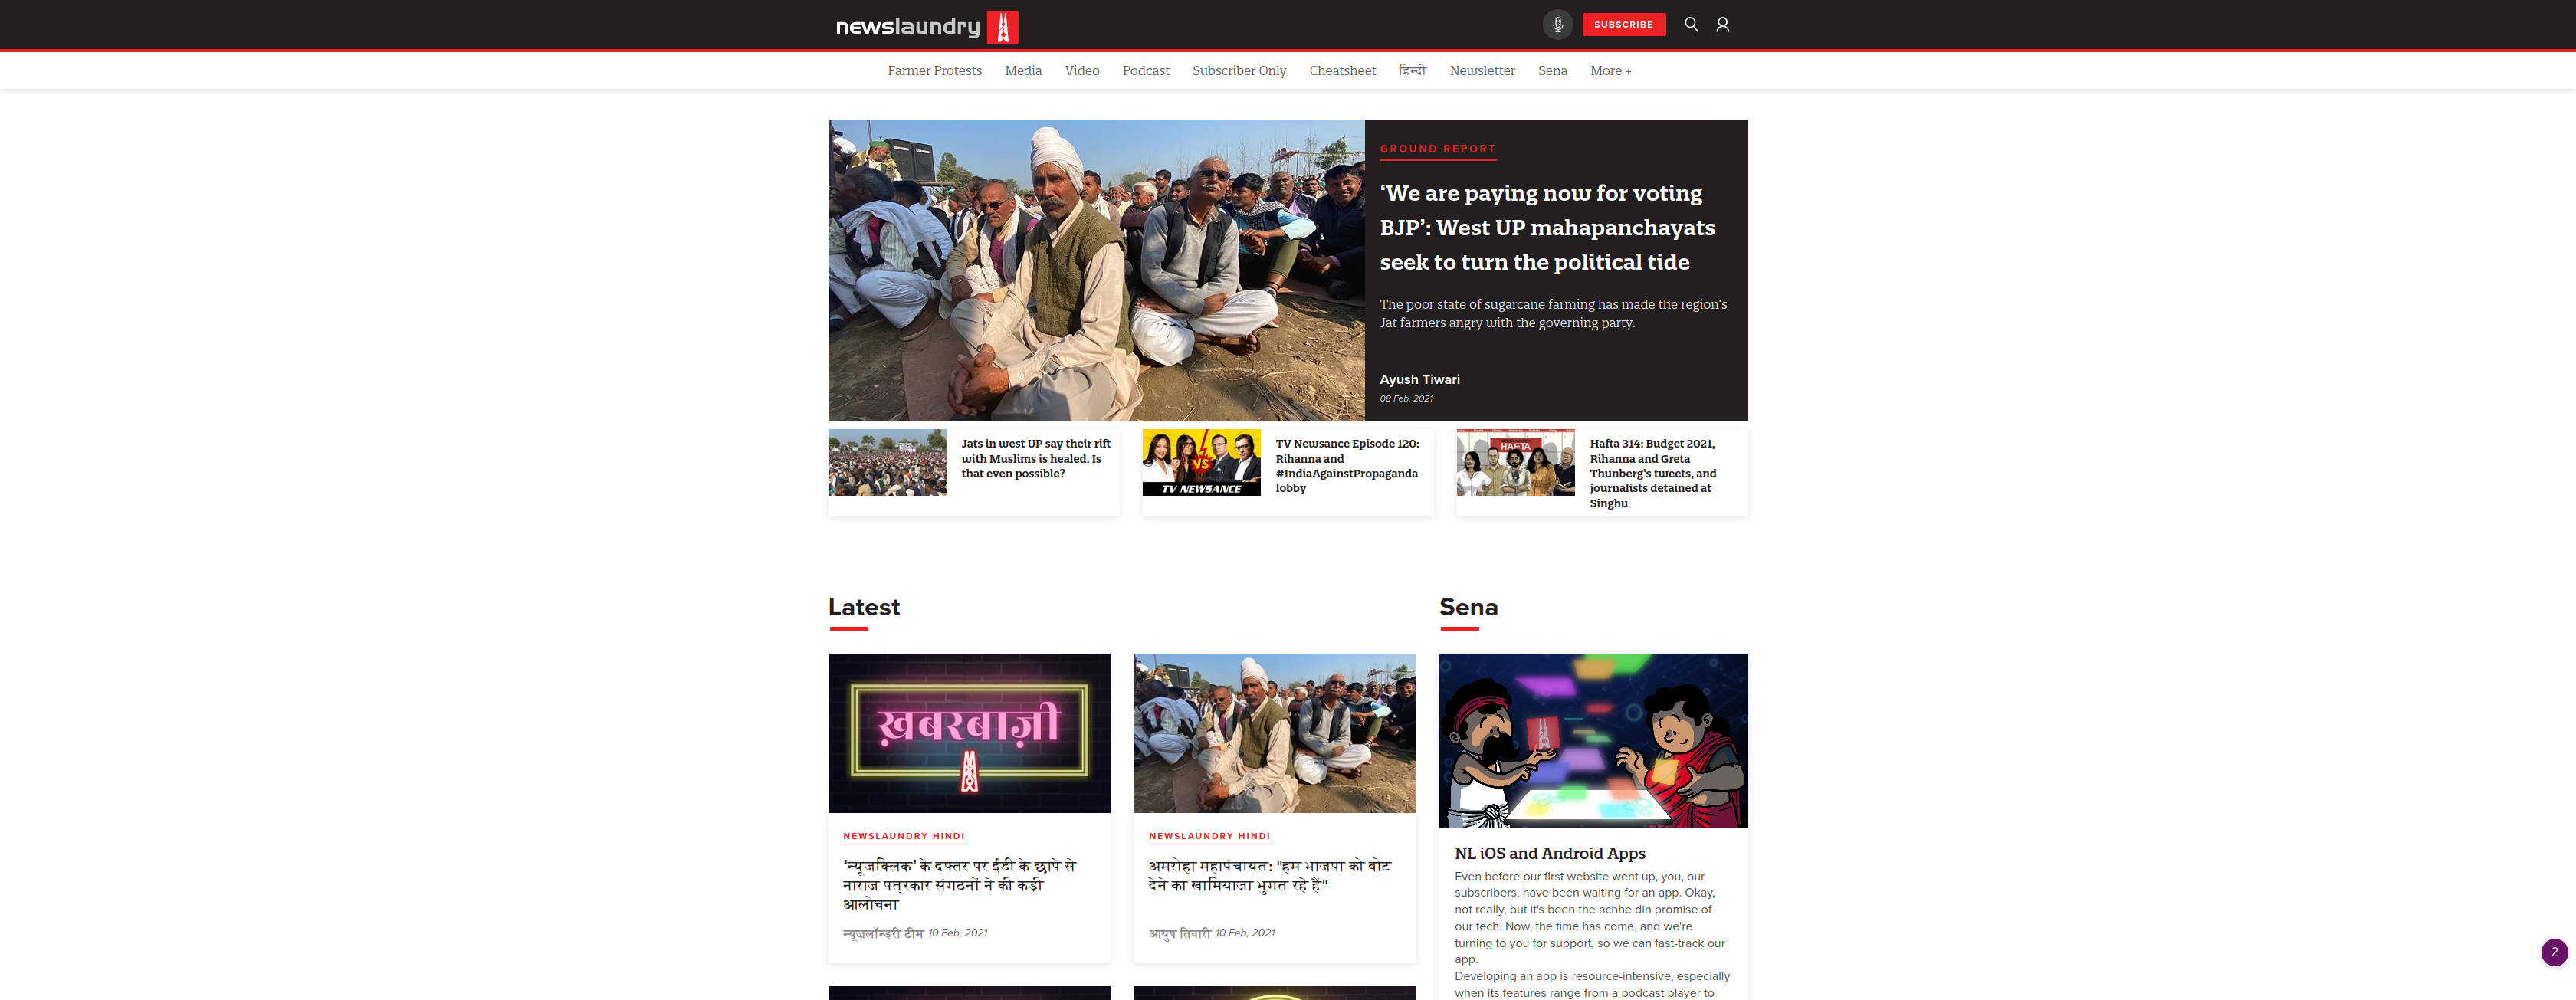 newslaundry
SUBSCRIBE
Farmer Protests Media Video Podcast Subscriber Only Cheatsheet हिन्दी Newsletter Sena More +
GROUND REPORT
‘We are paying now for voting
BJP’: West UP mahapanchayats
seek to turn the political tide
The poor state of sugarcane farming has made the region’s
Jat farmers angry with the governing party.
Ayush Tiwari
08 Feb, 2021
Jats in west UP say their rift
with Muslims is healed. Is
that even possible?
VS
TV NEWSANCE
TV Newsance Episode 120:
Rihanna and
#IndiaAgainstPropaganda
lobby
HAFTA
Hafta 314: Budget 2021,
Rihanna and Greta
Thunberg’s tweets, and
journalists detained at
Singhu
Latest
ख़बरबाज़ी
NEWSLAUNDRY HINDI
‘न्यूजक्लिक’ के दफ्तर पर ईडी के छापे से
नाराज पत्रकार संगठनों ने की कड़ी
आलोचना
न्यूज़लॉन्ड्री टीम 10 Feb, 2021
NEWSLAUNDRY HINDI
अमरोहा महापंचायत: "हम भाजपा को वोट
देने का खामियाजा भुगत रहे हैं"
आयुष तिवारी 10 Feb, 2021
Sena
NL iOS and Android Apps
Even before our first website went up, you, our
subscribers, have been waiting for an app. Okay,
not really, but it's been the achhe din promise of
our tech. Now, the time has come, and we're
turning to you for support, so we can fast-track our
app.
Developing an app is resource-intensive, especially
when its features range from a podcast player to
2